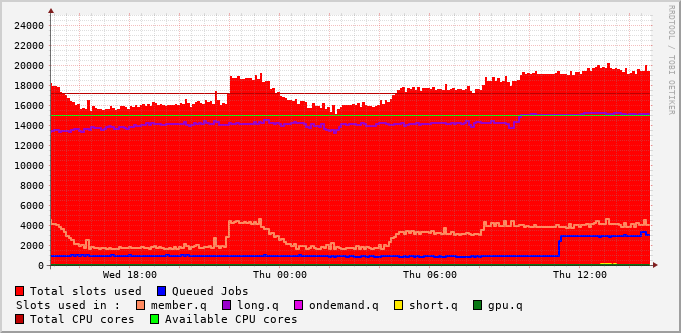 24000
22000
20000
18000
16000
14000
12000
10000
8000
6000
4000
2000
0
Wed 18:00 Thu 00:00 Thu 06:00 Thu 12:00
RRDTOOL / TOBI OETIKER
Total slots used Queued Jobs
Slots used in : member.q long.q ondemand.q short.q gpu.q
Total CPU cores Available CPU cores